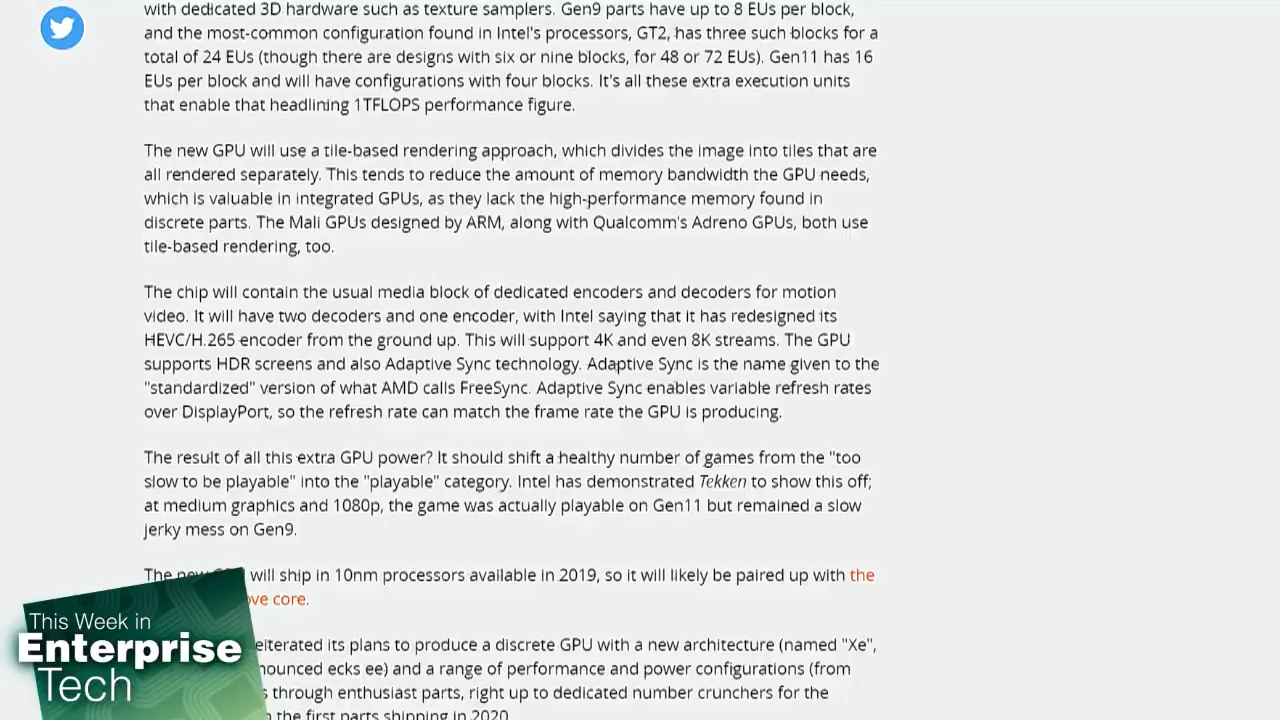 with dedicated 3D hardware such as texture samplers. Gen9 parts have up to 8 EUs per block,
and the most-common configuration found in Intel's processors, GT2, has three such blocks for a
total of 24 EUs (though there are designs with six or nine blocks, for 48 or 72 EUs). Gen11 has 16
EUs per block and will have configurations with four blocks. It's all these extra execution units
that enable that headlining 1TFLOPS performance figure.
The new GPU will use a tile-based rendering approach, which divides the image into tiles that are
all rendered separately. This tends to reduce the amount of memory bandwidth the GPU needs,
which is valuable in integrated GPUs, as they lack the high-performance memory found in
discrete parts. The Mali GPUs designed by ARM, along with Qualcomm's Adreno GPUs, both use
tile-based rendering, too.
The chip will contain the usual media block of dedicated encoders and decoders for motion
video. It will have two decoders and one encoder, with Intel saying that it has redesigned its
HEVC/H.265 encoder from the ground up. This will support 4K and even 8K streams. The GPU
supports HDR screens and also Adaptive Sync technology. Adaptive Sync is the name given to the
"standardized" version of what AMD calls FreeSync. Adaptive Sync enables variable refresh rates
over DisplayPort, so the refresh rate can match the frame rate the GPU is producing.
The result of all this extra GPU power? It should shift a healthy number of games from the "too
slow to be playable" into the "playable" category. Intel has demonstrated Tekken to show this off;
at medium graphics and 1080p, the game was actually playable on Gen11 but remained a slow
jerky mess on Gen9.
The new will ship in 10nm processors available in 2019, so it will likely be paired up with the
core.
its plans to produce a discrete GPU with a new architecture (named "Xe",
ecks ee) and a range of performance and power configurations (from
through enthusiast parts, right up to dedicated number crunchers for the
the first parts shipping in 2020
This Week in
Enterprise
Tech